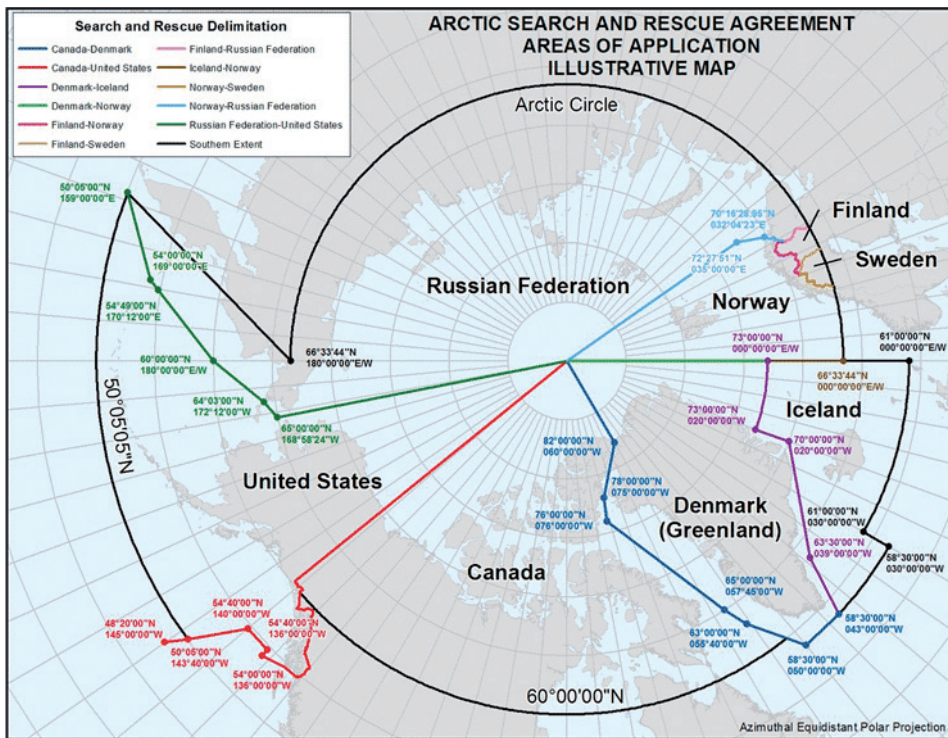 ARCTIC SEARCH AND RESCUE AGREEMENT
AREAS OF APPLICATION
ILLUSTRATIVE MAP
Search and Rescue Delimitation
Canada-Denmark
Canada-United States
Denmark-Iceland
Denmark-Norway
Finland-Norway
Finland-Sweden
Finland-Russian Federation
Iceland-Norway
Norway-Sweden
Norway-Russian Federation
Russian Federation-United States
Southern Extent
Arctic Circle
50°05'00"N
159°00'00"E
54°00'00"N
169°00'00"E
54°49'00"N
170°12'00"E
60°00'00"N
180°00'00"E/W
64°03'00"N
172°12'00"W
65°00'00"N
168°58'24"W
66°33'44"N
180°00'00"E/W
50°05'05"N
Russian Federation
70°16'28.95"N
032°04'23"E
72°27'51"N
035°00'00"E
Finland
Sweden
Norway
73°00'00"N
000°00'00"E/W
61°00'00"N
000°00'00"E/W
66°33'44"N
000°00'00"E/W
Iceland
73°00'00"N
020°00'00"W
70°00'00"N
020°00'00"W
82°00'00"N
060°00'00"W
78°00'00"N
075°00'00"W
76°00'00"N
076°00'00"W
Denmark
(Greenland)
61°00'00"N
030°00'00"W
63°30'00"N
039°00'00"W
58°30'00"N
030°00'00"W
United States
Canada
65°00'00"N
057°45'00"W
63°00'00"N
055°40'00"W
58°30'00"N
043°00'00"W
58°30'00"N
050°00'00"W
48°20'00"N
145°00'00"W
50°05'00"N
143°40'00"W
54°40'00"N
140°00'00"W
54°40'00"N
136°00'00"W
54°00'00"N
136°00'00"W
60°00'00"N
Azimuthal Equidistant Polar Projection